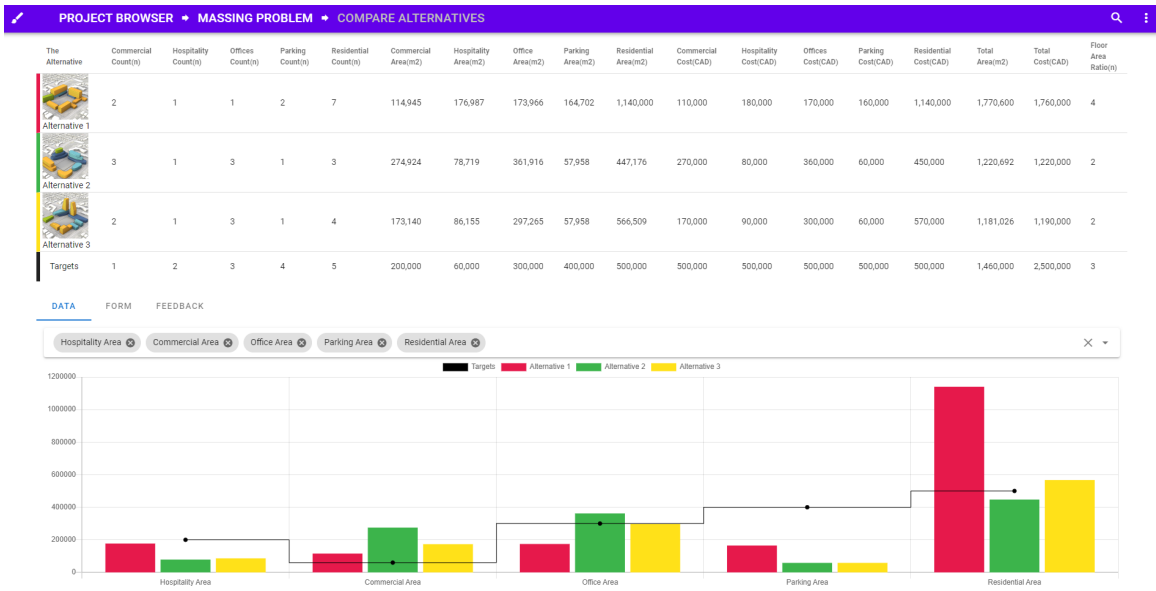 PROJECT BROWSER → MASSING PROBLEM → COMPARE ALTERNATIVES
The Alternative Commercial Count(n) Hospitality Count(n) Offices Count(n) Parking Count(n) Residential Count(n) Commercial Area(m2) Hospitality Area(m2) Office Area(m2) Parking Area(m2) Residential Area(m2) Commercial Cost(CAD) Hospitality Cost(CAD) Offices Cost(CAD) Parking Cost(CAD) Residential Cost(CAD) Total Area(m2) Total Cost(CAD) Floor Area Ratio(n)
Alternative 1 2 1 1 2 7 114,945 176,987 173,966 164,702 1,140,000 110,000 180,000 170,000 160,000 1,140,000 1,770,600 1,760,000 4
Alternative 2 3 1 3 1 3 274,924 78,719 361,916 57,958 447,176 270,000 80,000 360,000 60,000 450,000 1,220,692 1,220,000 2
Alternative 3 2 1 3 1 4 173,140 86,155 297,265 57,958 566,509 170,000 90,000 300,000 60,000 570,000 1,181,026 1,190,000 2
Targets 1 2 3 4 5 200,000 60,000 300,000 400,000 500,000 500,000 500,000 500,000 500,000 500,000 1,460,000 2,500,000 3
DATA FORM FEEDBACK
Hospitality Area Commercial Area Office Area Parking Area Residential Area
Targets Alternative 1 Alternative 2 Alternative 3
1200000
1000000
800000
600000
400000
200000
0
Hospitality Area Commercial Area Office Area Parking Area Residential Area